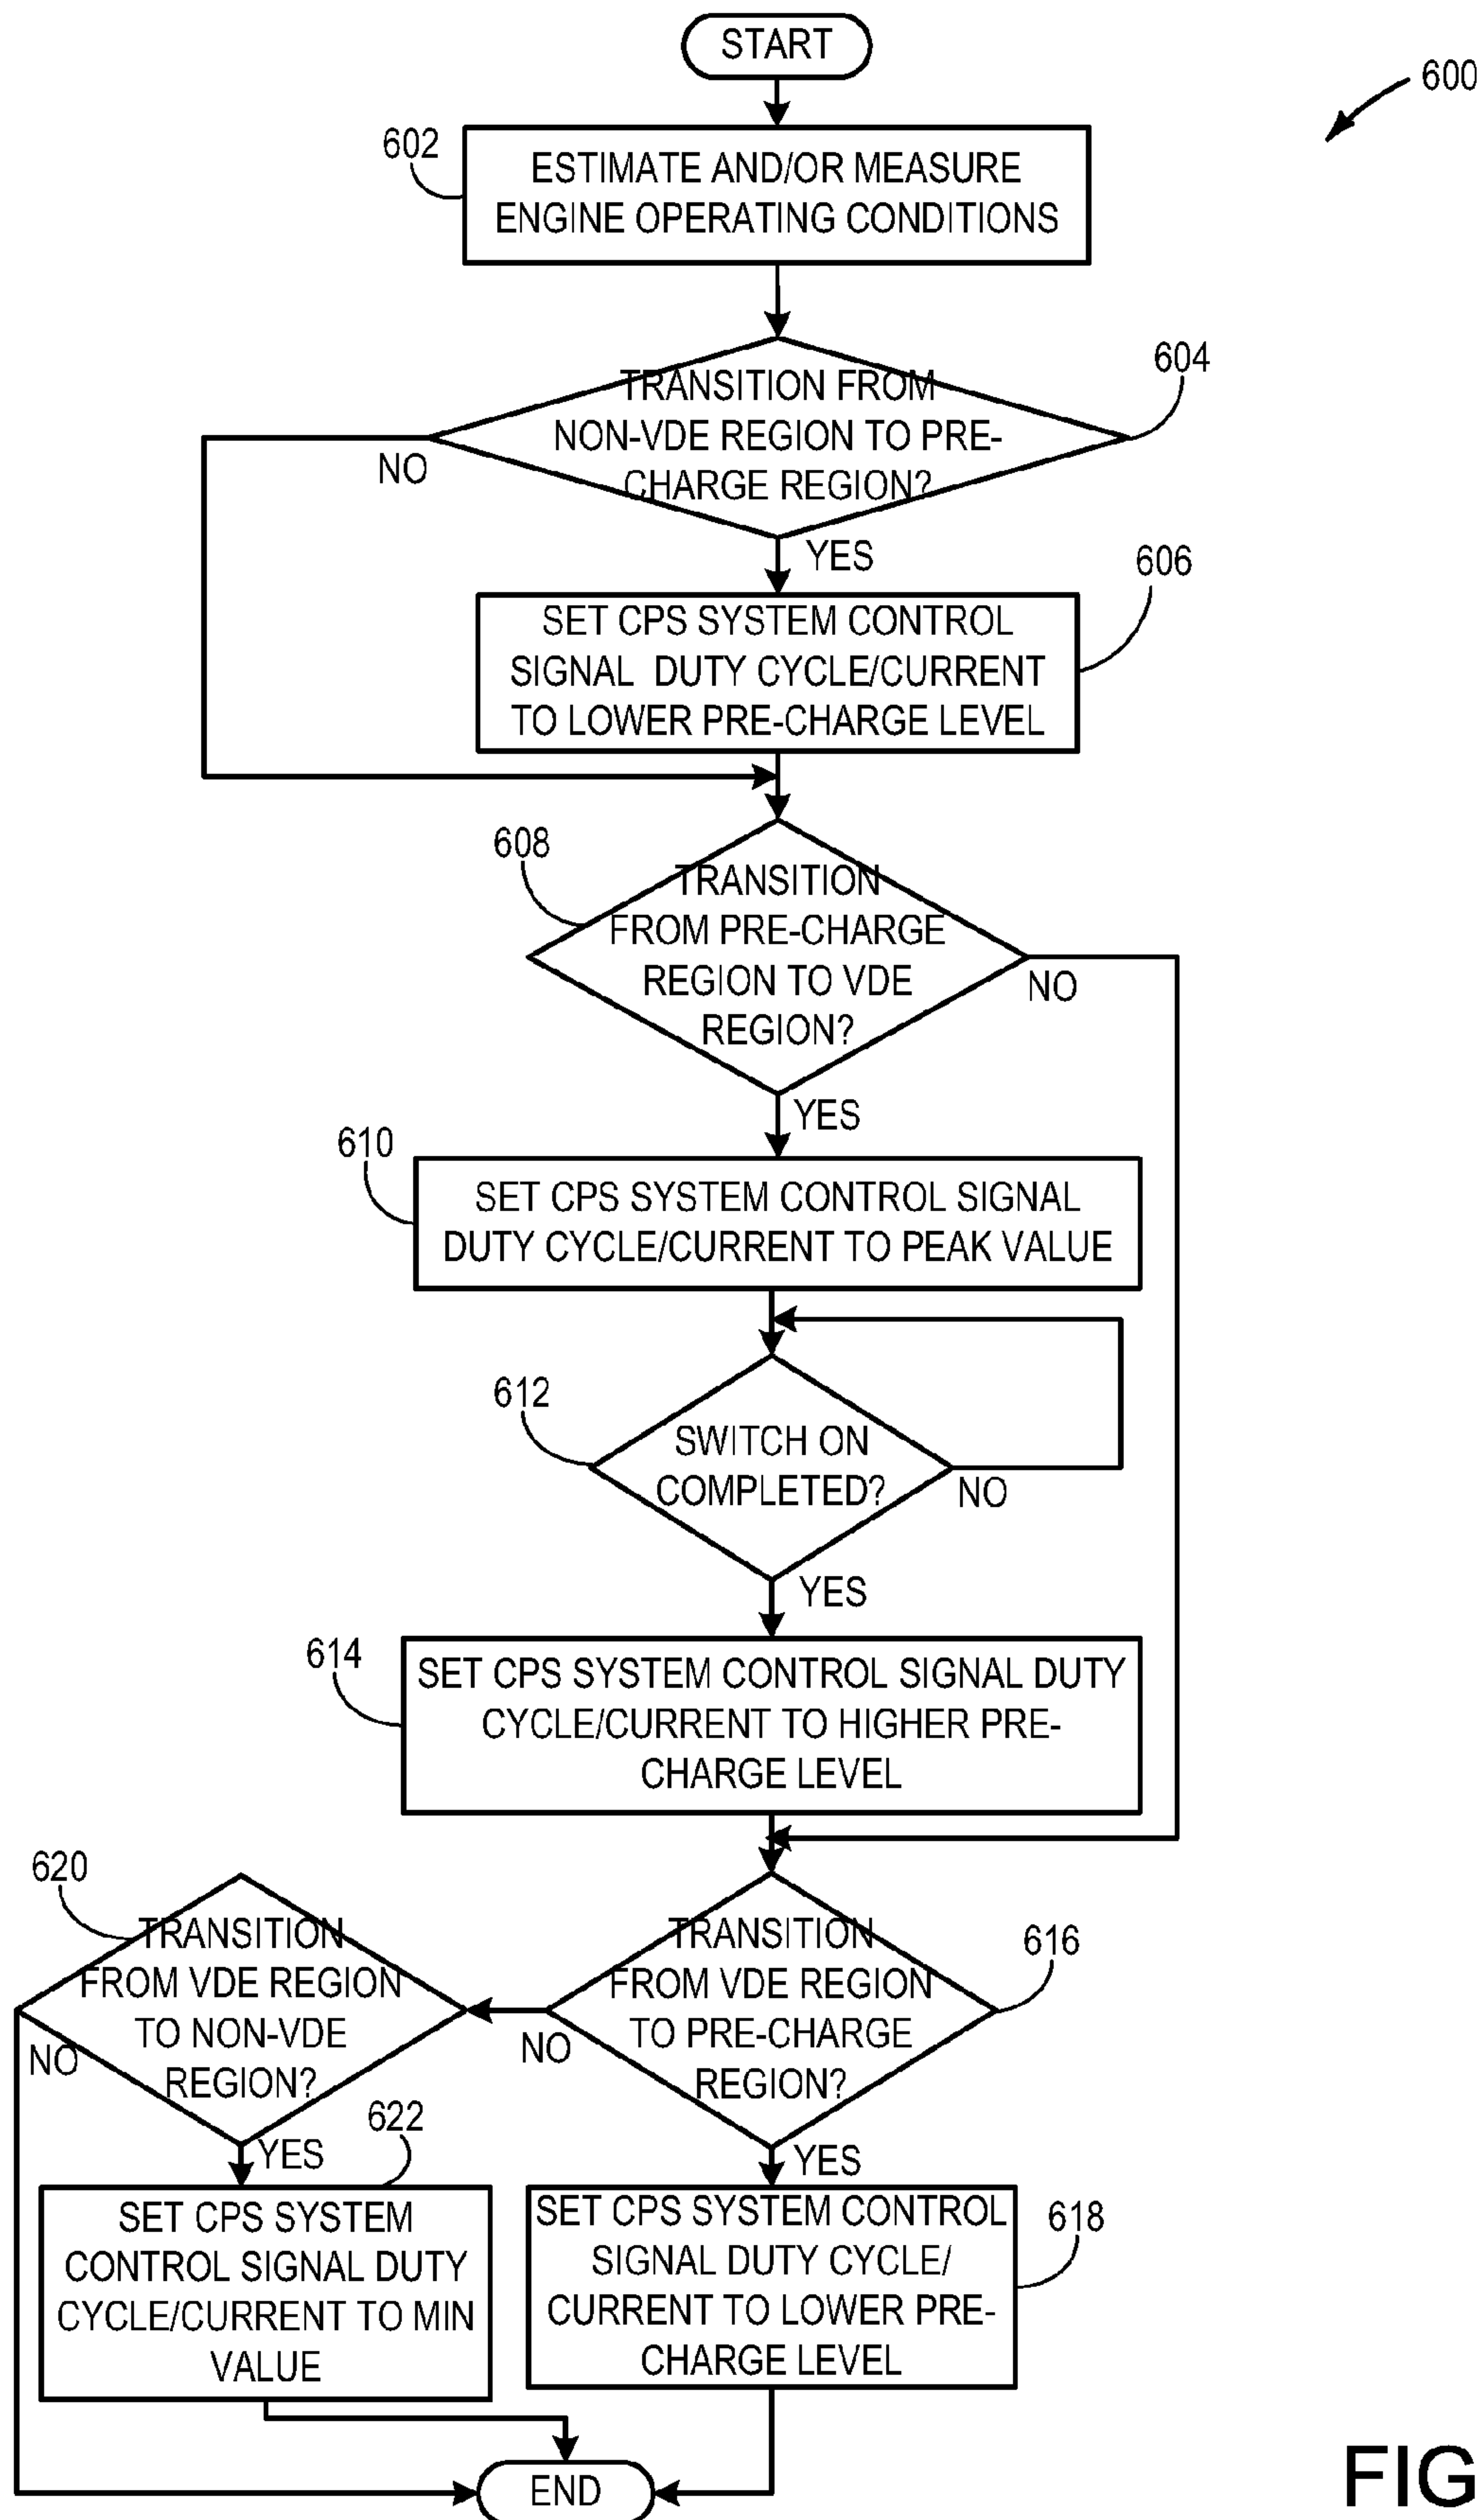 START
600
602
ESTIMATE AND/OR MEASURE
ENGINE OPERATING CONDITIONS
604
TRANSITION FROM
NON-VDE REGION TO PRE-
CHARGE REGION?
NO
YES
606
SET CPS SYSTEM CONTROL
SIGNAL DUTY CYCLE/CURRENT
TO LOWER PRE-CHARGE LEVEL
608
TRANSITION
FROM PRE-CHARGE
REGION TO VDE
REGION?
NO
YES
610
SET CPS SYSTEM CONTROL SIGNAL
DUTY CYCLE/CURRENT TO PEAK VALUE
612
SWITCH ON
COMPLETED?
NO
YES
614
SET CPS SYSTEM CONTROL SIGNAL DUTY
CYCLE/CURRENT TO HIGHER PRE-
CHARGE LEVEL
620
TRANSITION
FROM VDE REGION
TO NON-VDE
REGION?
NO
YES
616
TRANSITION
FROM VDE REGION
TO PRE-CHARGE
REGION?
NO
YES
622
SET CPS SYSTEM
CONTROL SIGNAL DUTY
CYCLE/CURRENT TO MIN
VALUE
618
SET CPS SYSTEM CONTROL
SIGNAL DUTY CYCLE/
CURRENT TO LOWER PRE-
CHARGE LEVEL
END
FIG